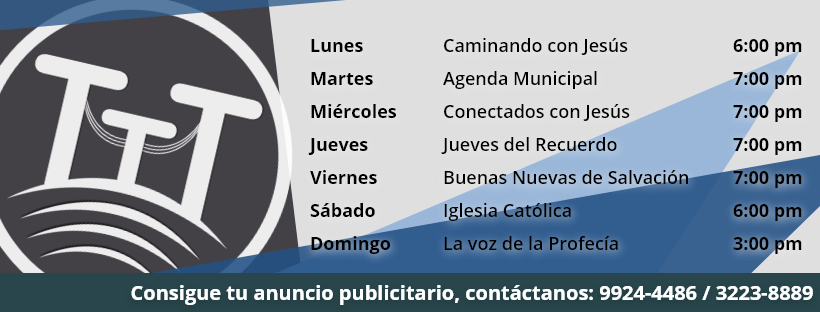 Lunes Caminando con Jesús 6:00 pm
Martes Agenda Municipal 7:00 pm
Miércoles Conectados con Jesús 7:00 pm
Jueves Jueves del Recuerdo 7:00 pm
Viernes Buenas Nuevas de Salvación 7:00 pm
Sábado Iglesia Católica 6:00 pm
Domingo La voz de la Profecía 3:00 pm
Consigue tu anuncio publicitario, contáctanos: 9924-4486 / 3223-8889